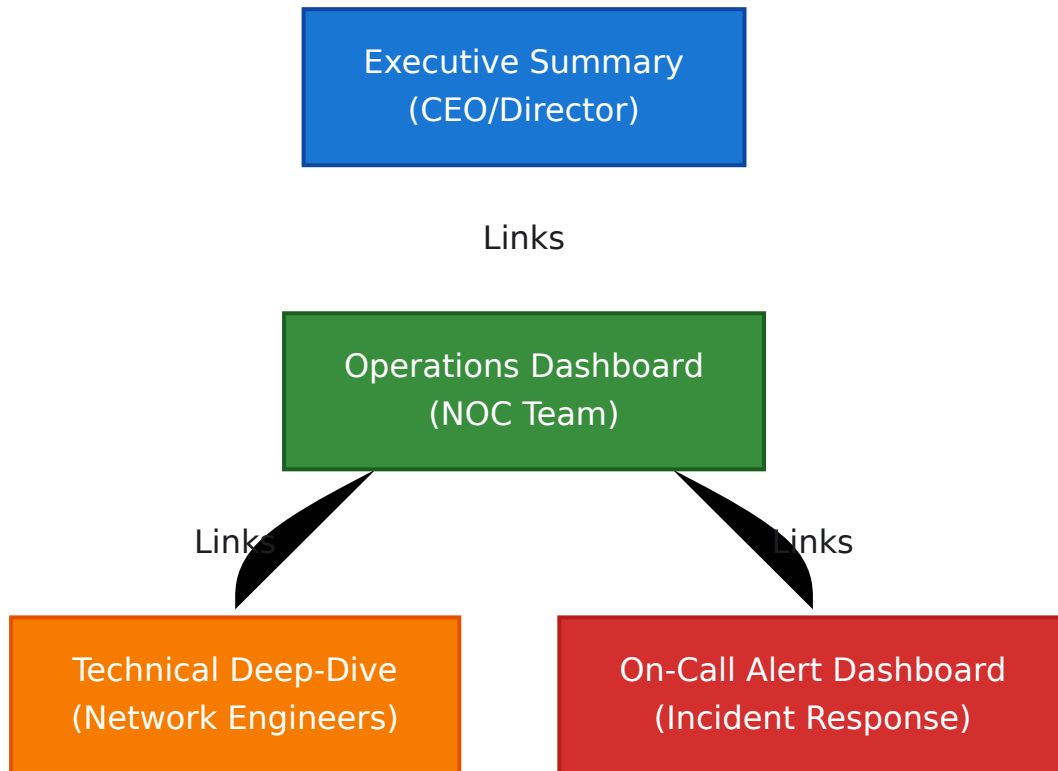 Executive Summary
(CEO/Director)
Links
Operations Dashboard
(NOC Team)
Links
Links
Technical Deep-Dive
(Network Engineers)
On-Call Alert Dashboard
(Incident Response)